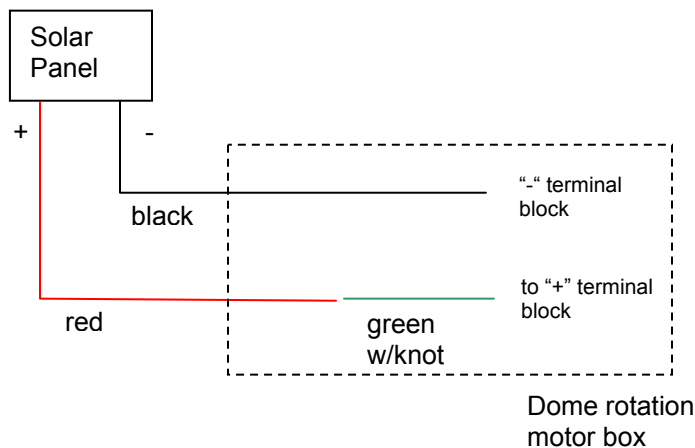 Solar
Panel
+
-
“-“ terminal
block
black
to “+” terminal
block
red
green
w/knot
Dome rotation
motor box